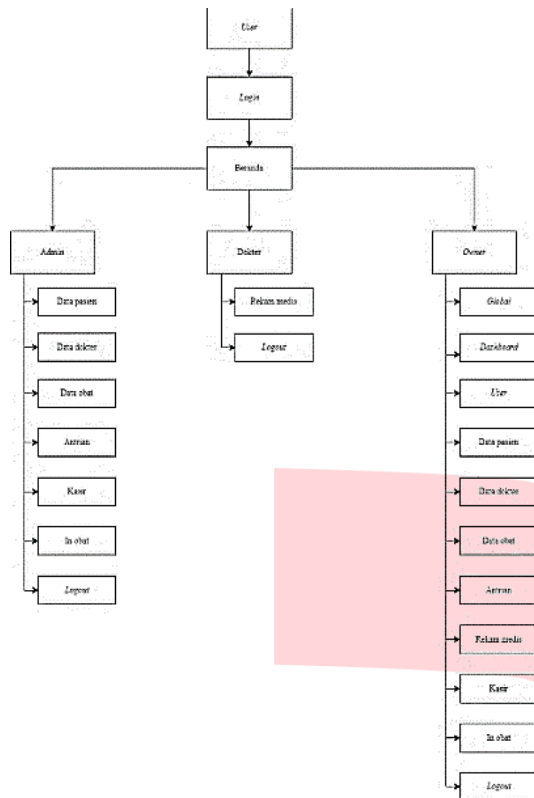 User
Login
Beranda
Admin
Dokter
Owner
Data pasien
Data dokter
Data obat
Antrian
Kasir
In obat
Logout
Rekam medis
Logout
Global
Dashboard
User
Data pasien
Data dokter
Data obat
Antrian
Rekam medis
Kasir
In obat
Logout